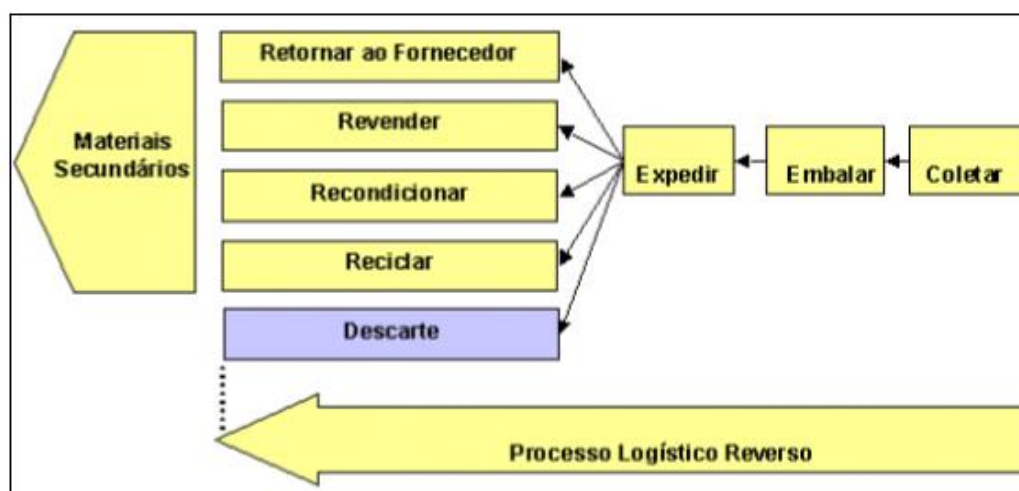 Retornar ao Fornecedor
Revender
Materiais
Secundários
Recondicionar
Reciclar
Descarte
Expedir
Embalar
Coletar
Processo Logístico Reverso